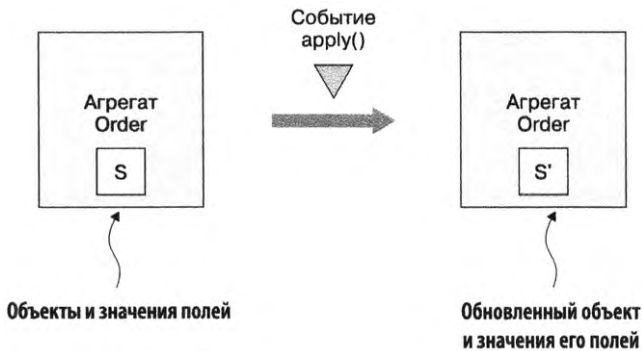 Событие
apply()
Агрегат
Order
S
Агрегат
Order
S'
Объекты и значения полей
Обновленный объект
и значения его полей